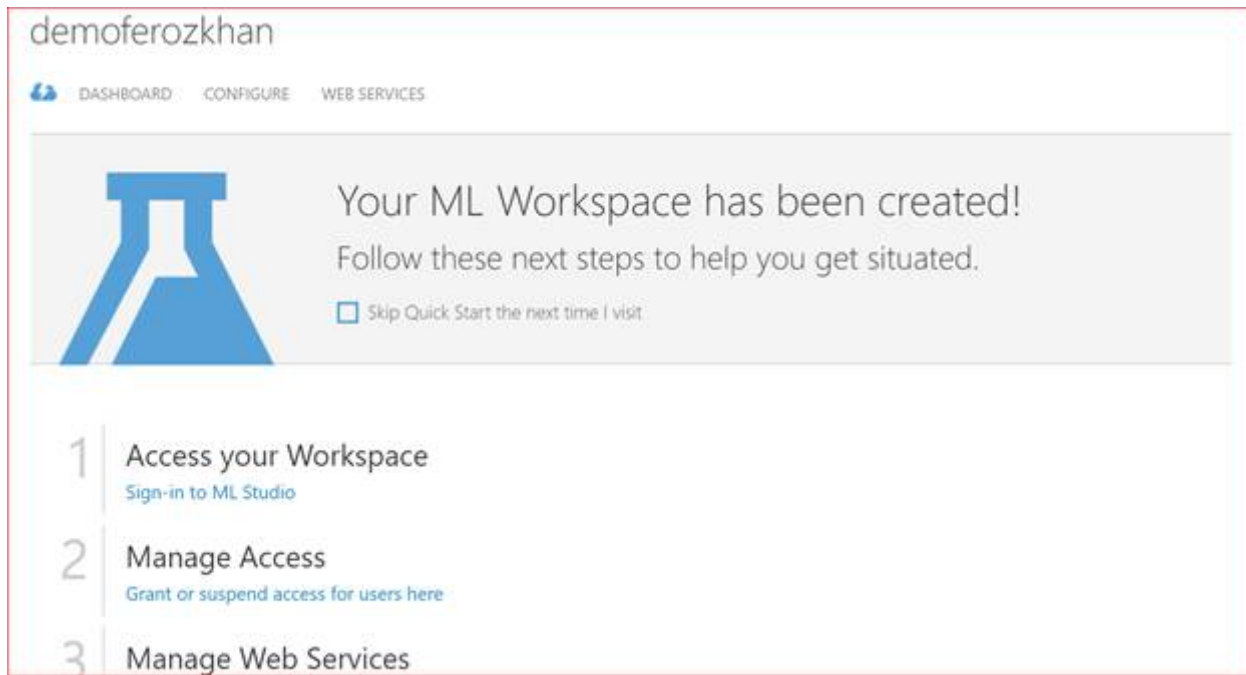 demoferozkhan
DASHBOARD CONFIGURE WEB SERVICES
Your ML Workspace has been created!
Follow these next steps to help you get situated.
Skip Quick Start the next time I visit
1 Access your Workspace
Sign-in to ML Studio
2 Manage Access
Grant or suspend access for users here
3 Manage Web Services